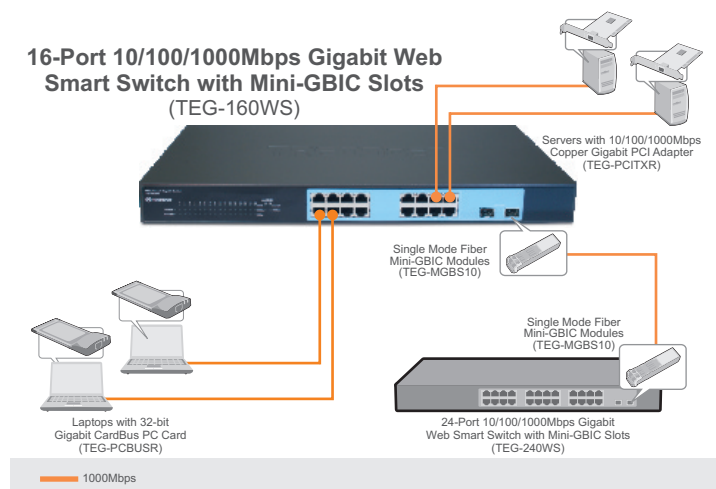 16-Port 10/100/1000Mbps Gigabit Web
Smart Switch with Mini-GBIC Slots
(TEG-160WS)
Servers with 10/100/1000Mbps
Copper Gigabit PCI Adapter
(TEG-PCITXR)
Single Mode Fiber
Mini-GBIC Modules
(TEG-MGBS10)
Single Mode Fiber
Mini-GBIC Modules
(TEG-MGBS10)
Laptops with 32-bit
Gigabit CardBus PC Card
(TEG-PCBUSR)
24-Port 10/100/1000Mbps Gigabit
Web Smart Switch with Mini-GBIC Slots
(TEG-240WS)
1000Mbps